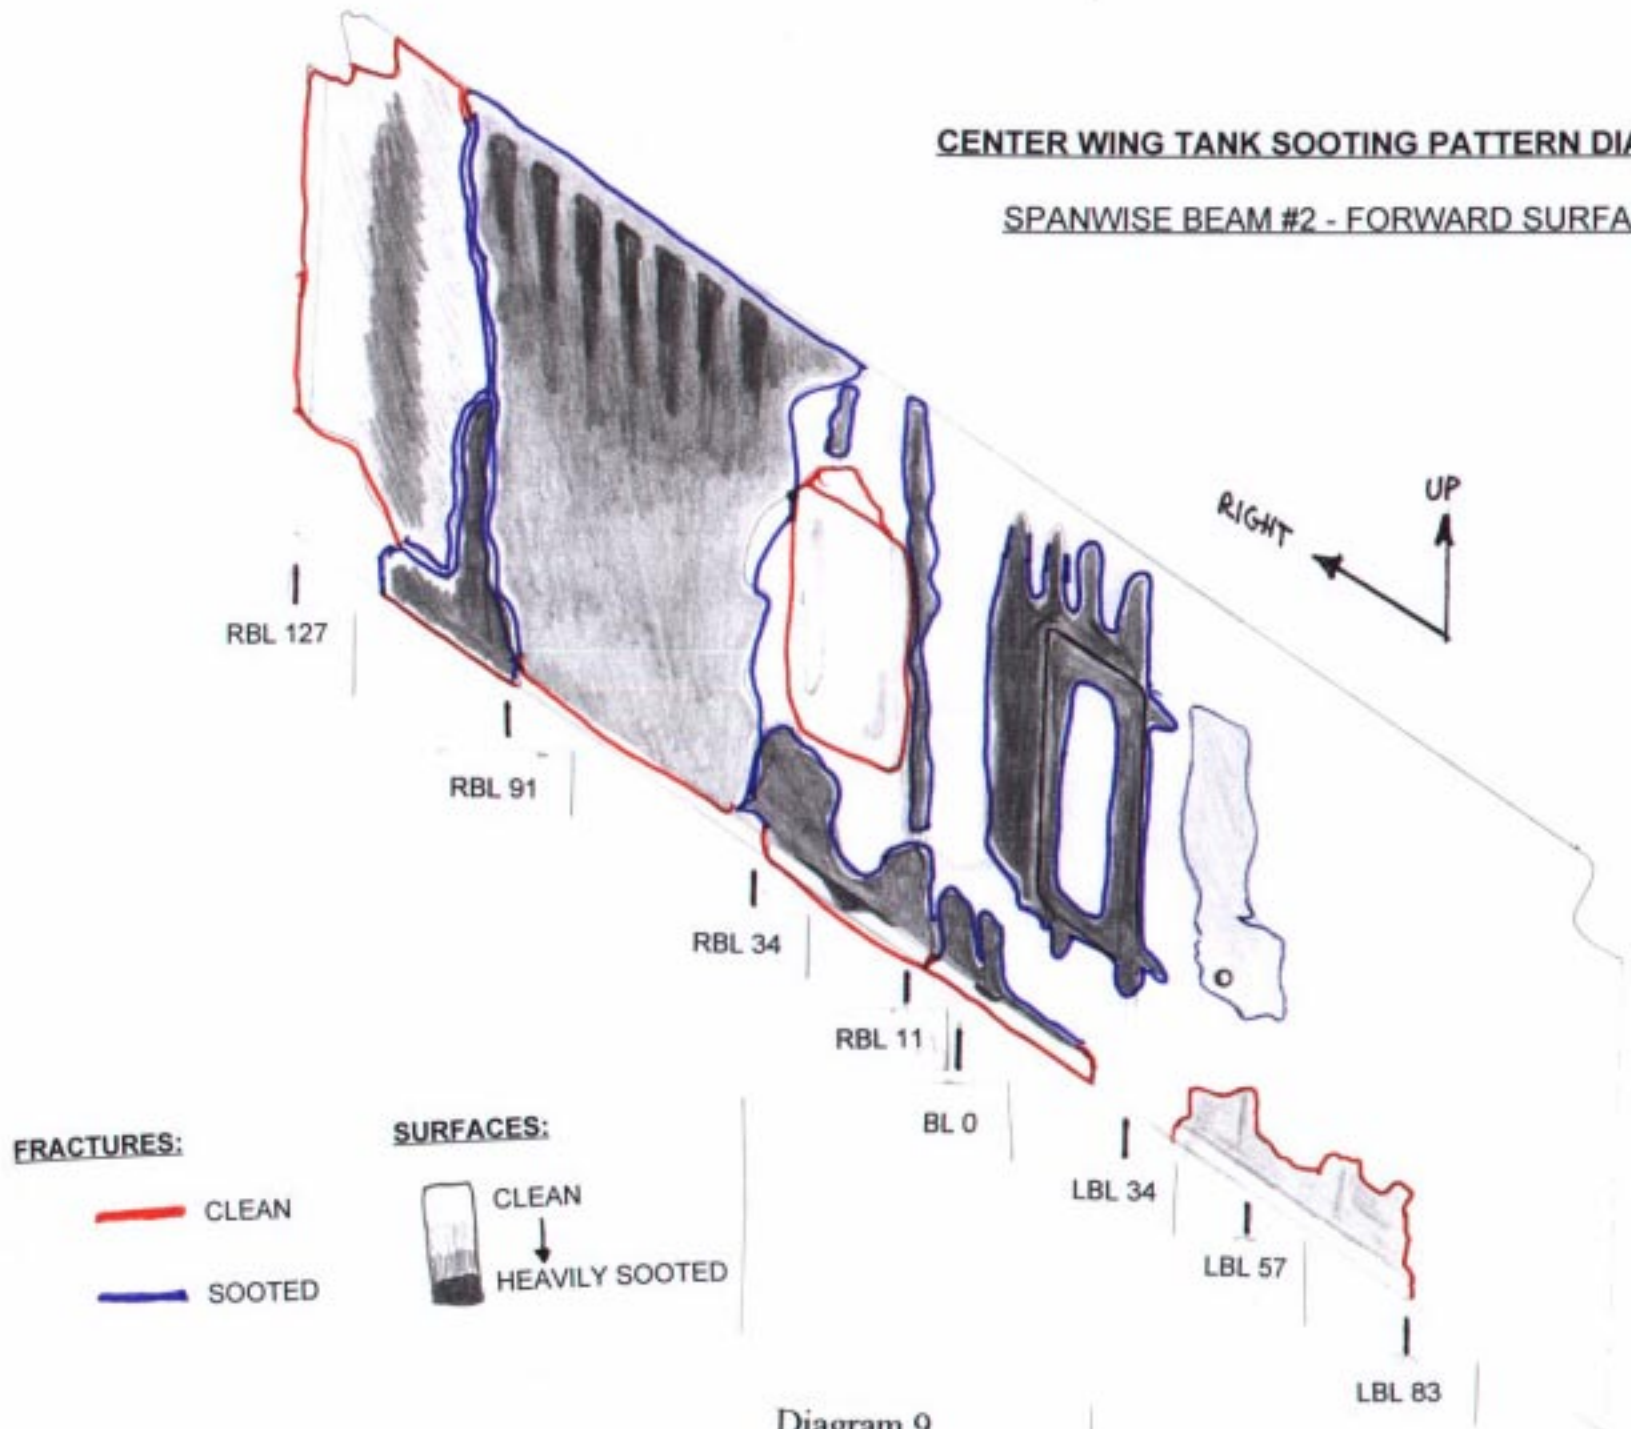 CENTER WING TANK SOOTING PATTERN DIA
SPANWISE BEAM #2 - FORWARD SURFA
UP
RIGHT
RBL 127
RBL 91
RBL 34
RBL 11
BL 0
LBL 34
LBL 57
LBL 83
FRACTURES:
CLEAN
SOOTED
SURFACES:
CLEAN
HEAVILY SOOTED
Diagram 9